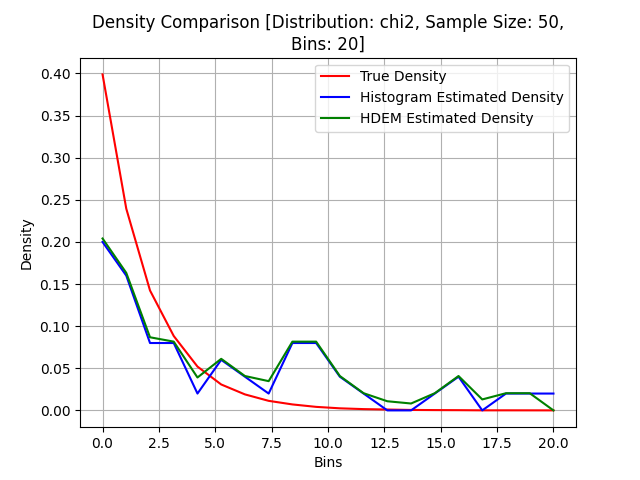 Density Comparison [Distribution: chi2, Sample Size: 50,
Bins: 20]
True Density
Histogram Estimated Density
HDEM Estimated Density
Density
0.40
0.35
0.30
0.25
0.20
0.15
0.10
0.05
0.00
0.0 2.5 5.0 7.5 10.0 12.5 15.0 17.5 20.0
Bins